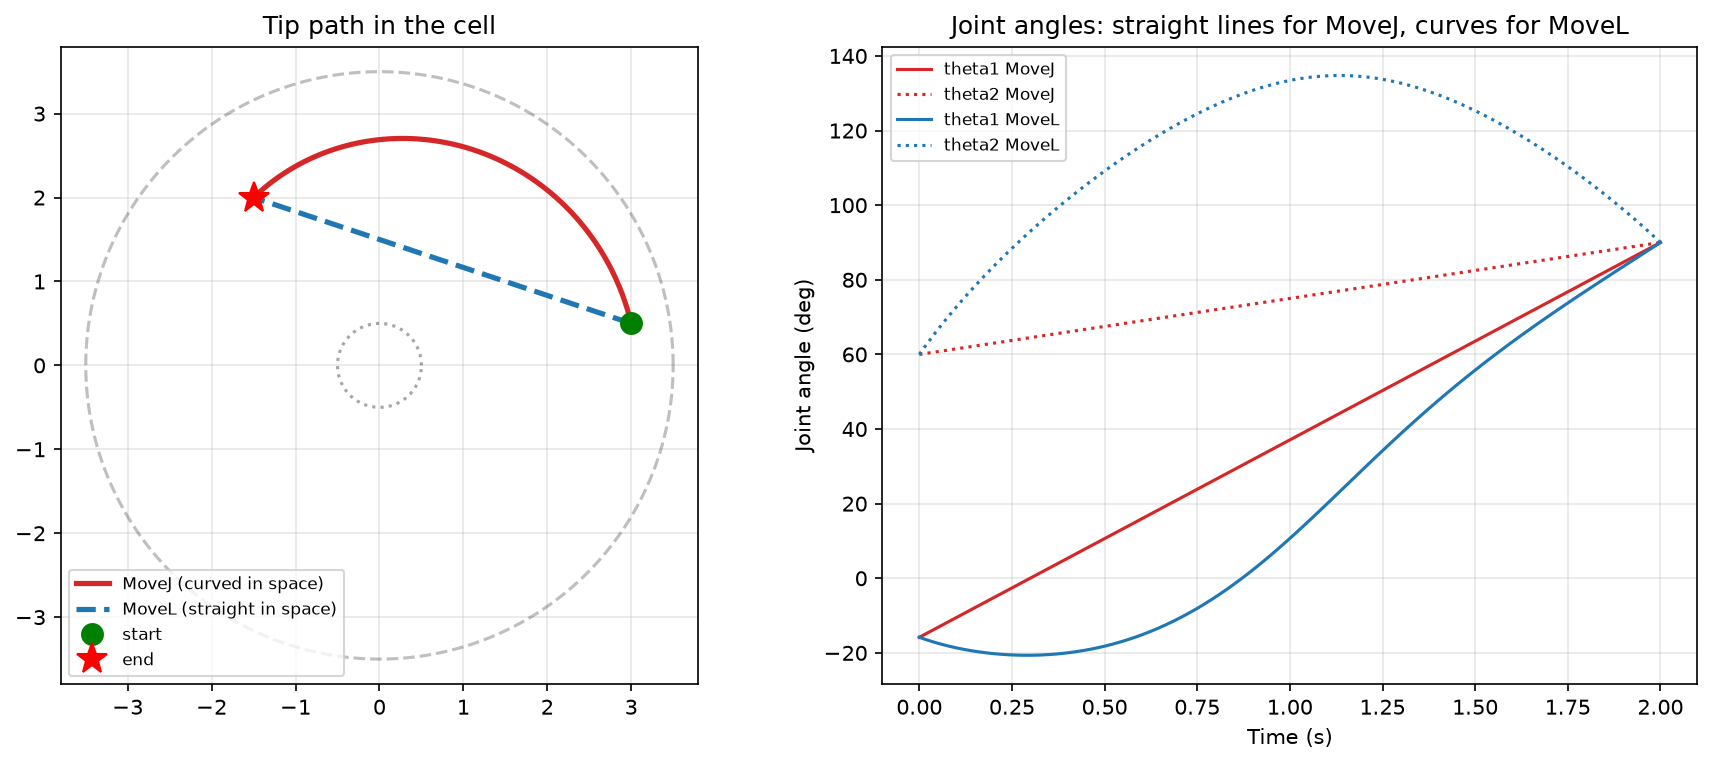 Tip path in the cell
3
2
1
0
−1
−2
−3
−3
−2
−1
0
1
2
3
MoveJ (curved in space)
MoveL (straight in space)
start
end
Joint angles: straight lines for MoveJ, curves for MoveL
Joint angle (deg)
140
120
100
80
60
40
20
0
−20
theta1 MoveJ
theta2 MoveJ
theta1 MoveL
theta2 MoveL
0.00
0.25
0.50
0.75
1.00
1.25
1.50
1.75
2.00
Time (s)